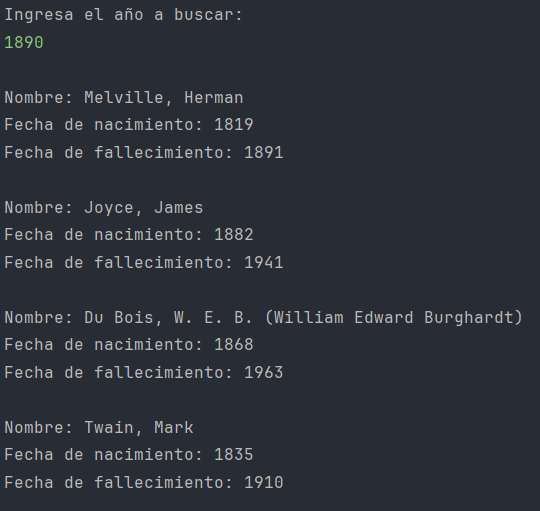 Ingresa el año a buscar:
1890
Nombre: Melville, Herman
Fecha de nacimiento: 1819
Fecha de fallecimiento: 1891
Nombre: Joyce, James
Fecha de nacimiento: 1882
Fecha de fallecimiento: 1941
Nombre: Du Bois, W. E. B. (William Edward Burghardt)
Fecha de nacimiento: 1868
Fecha de fallecimiento: 1963
Nombre: Twain, Mark
Fecha de nacimiento: 1835
Fecha de fallecimiento: 1910